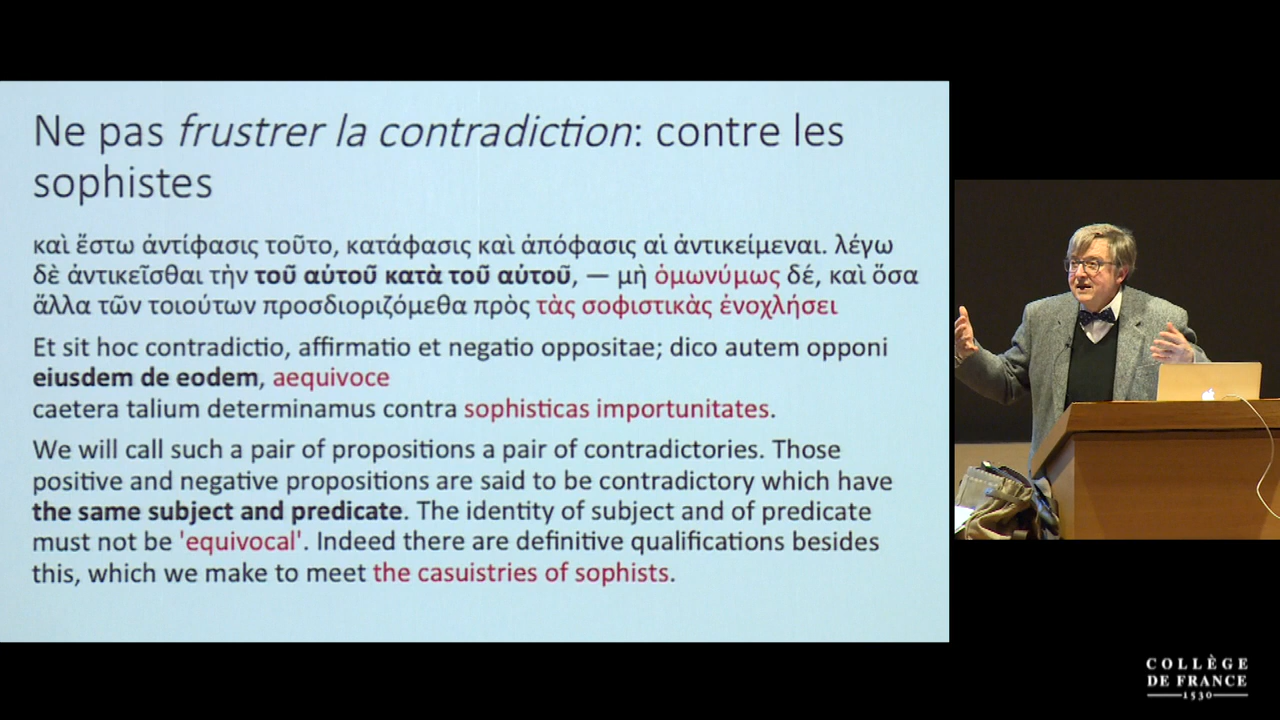 Ne pas frustrer la contradiction: contre les
sophistes
καὶ ἔστω ἀντίφασις τοῦτο, κατάφασις καὶ ἀπόφασις αἱ ἀντικείμεναι. λέγω
δὲ ἀντικεῖσθαι τὴν τοῦ αὐτοῦ κατὰ τοῦ αὐτοῦ, — μὴ ὁμωνύμως δέ, καὶ ὅσα
ἄλλα τῶν τοιούτων προσδιοριζόμεθα πρὸς τὰς σοφιστικὰς ἐνοχλήσει
Et sit hoc contradictio, affirmatio et negatio oppositae; dico autem opponi
eiusdem de eodem, aequivoce
caetera talium determinamus contra sophisticas importunitates.
We will call such a pair of propositions a pair of contradictories. Those
positive and negative propositions are said to be contradictory which have
the same subject and predicate. The identity of subject and of predicate
must not be 'equivocal'. Indeed there are definitive qualifications besides
this, which we make to meet the casuistries of sophists.
COLLÈGE
DE FRANCE
1530